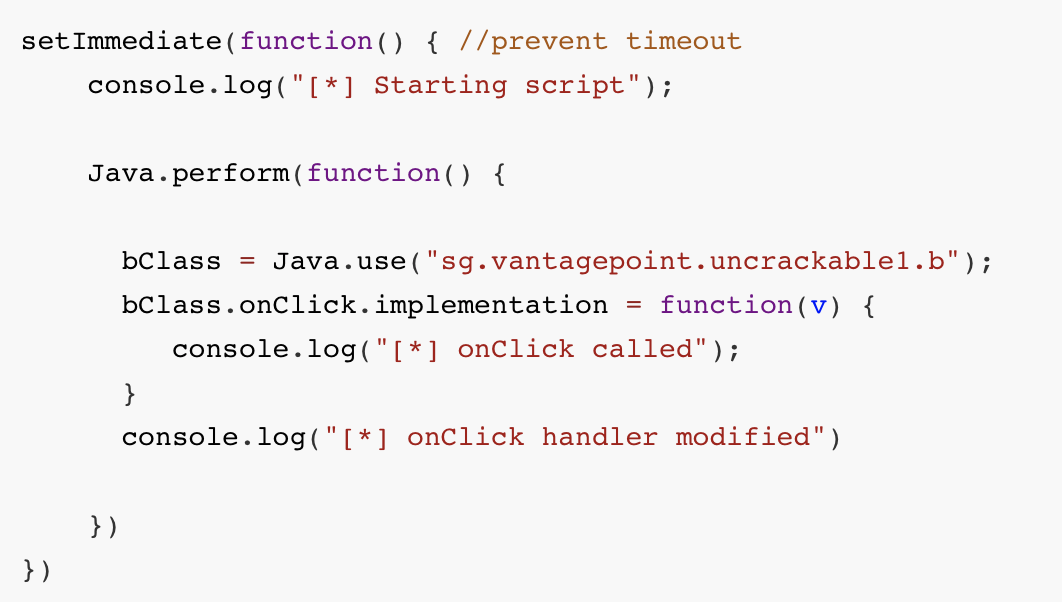 setImmediate(function() { //prevent timeout
    console.log("[*] Starting script");
    Java.perform(function() {
      bClass = Java.use("sg.vantagepoint.uncrackable1.b");
      bClass.onClick.implementation = function(v) {
         console.log("[*] onClick called");
      }
      console.log("[*] onClick handler modified")
    })
})